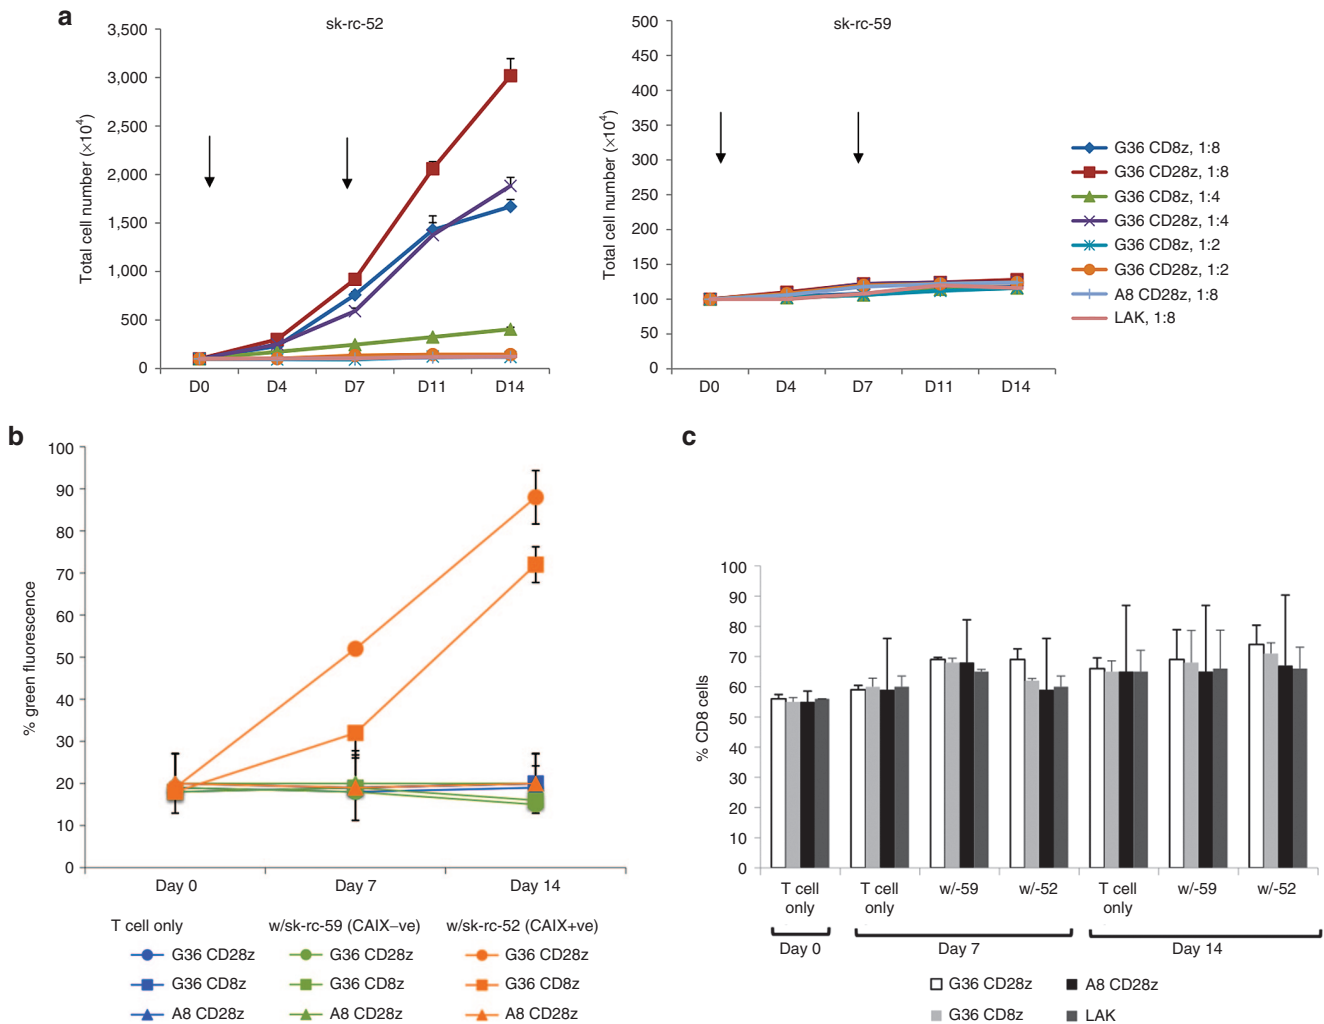 a
sk-rc-52
Total cell number (×10⁴)
3,500
3,000
2,500
2,000
1,500
1,000
500
0
D0 D4 D7 D11 D14
sk-rc-59
Total cell number (×10⁴)
500
450
400
350
300
250
200
150
100
50
0
D0 D4 D7 D11 D14
G36 CD8z, 1:8
G36 CD28z, 1:8
G36 CD8z, 1:4
G36 CD28z, 1:4
G36 CD8z, 1:2
G36 CD28z, 1:2
A8 CD28z, 1:8
LAK, 1:8
b
% green fluorescence
100
90
80
70
60
50
40
30
20
10
0
Day 0 Day 7 Day 14
T cell only w/sk-rc-59 (CAIX–ve) w/sk-rc-52 (CAIX+ve)
G36 CD28z G36 CD28z G36 CD28z
G36 CD8z G36 CD8z G36 CD8z
A8 CD28z A8 CD28z A8 CD28z
c
% CD8 cells
100
90
80
70
60
50
40
30
20
10
0
T cell only T cell only w/-59 w/-52 T cell only w/-59 w/-52
Day 0 Day 7 Day 14
G36 CD28z A8 CD28z
G36 CD8z LAK